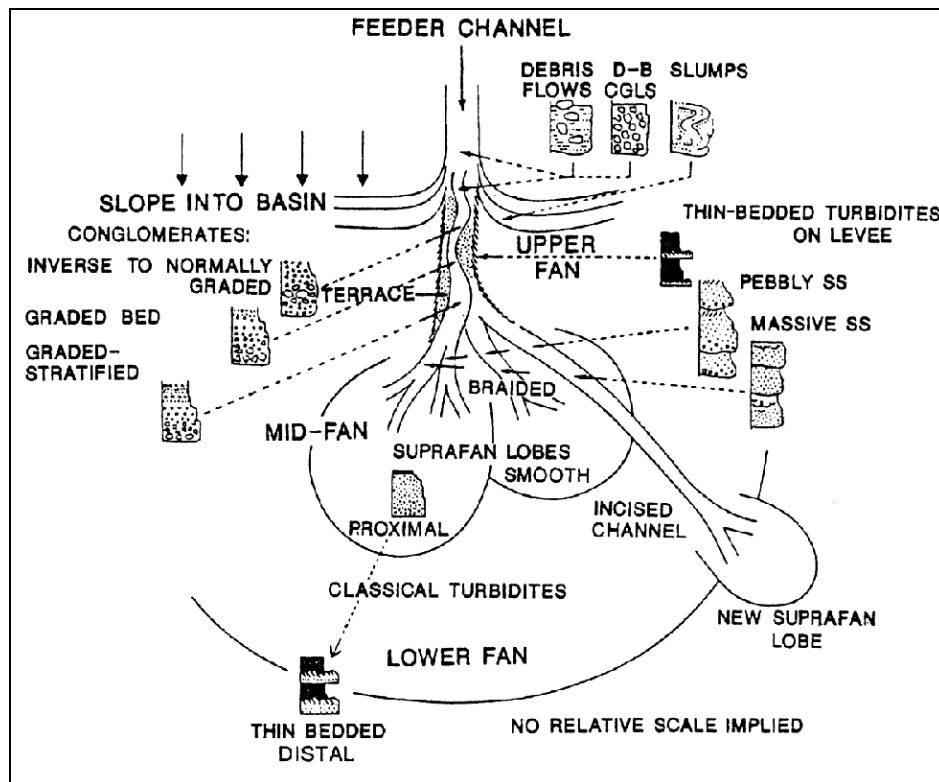 FEEDER CHANNEL
DEBRIS FLOWS
D-B CGLS
SLUMPS
SLOPE INTO BASIN
CONGLOMERATES:
INVERSE TO NORMALLY
GRADED
TERRACE
GRADED BED
GRADED-
STRATIFIED
UPPER
FAN
THIN-BEDDED TURBIDITES
ON LEVEE
PEBBLY SS
MASSIVE SS
BRAIDED
MID-FAN
SUPRAFAN LOBES
SMOOTH
PROXIMAL
INCISED
CHANNEL
CLASSICAL TURBIDITES
NEW SUPRAFAN
LOBE
LOWER FAN
THIN BEDDED
DISTAL
NO RELATIVE SCALE IMPLIED